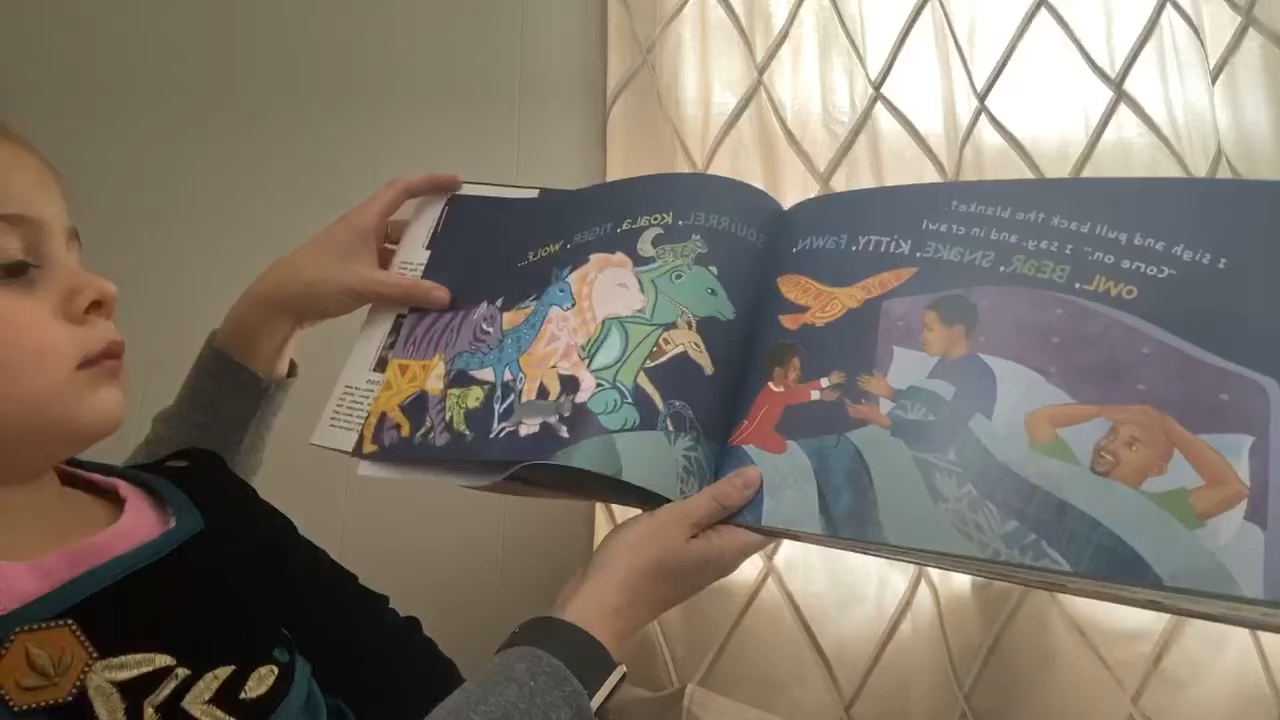 I sigh and pull back the blanket.
"Come on," I say, and in crawl
OWL, BEAR, SNAKE, KITTY, FAWN,
SQUIRREL, KOALA, TIGER, WOLF...